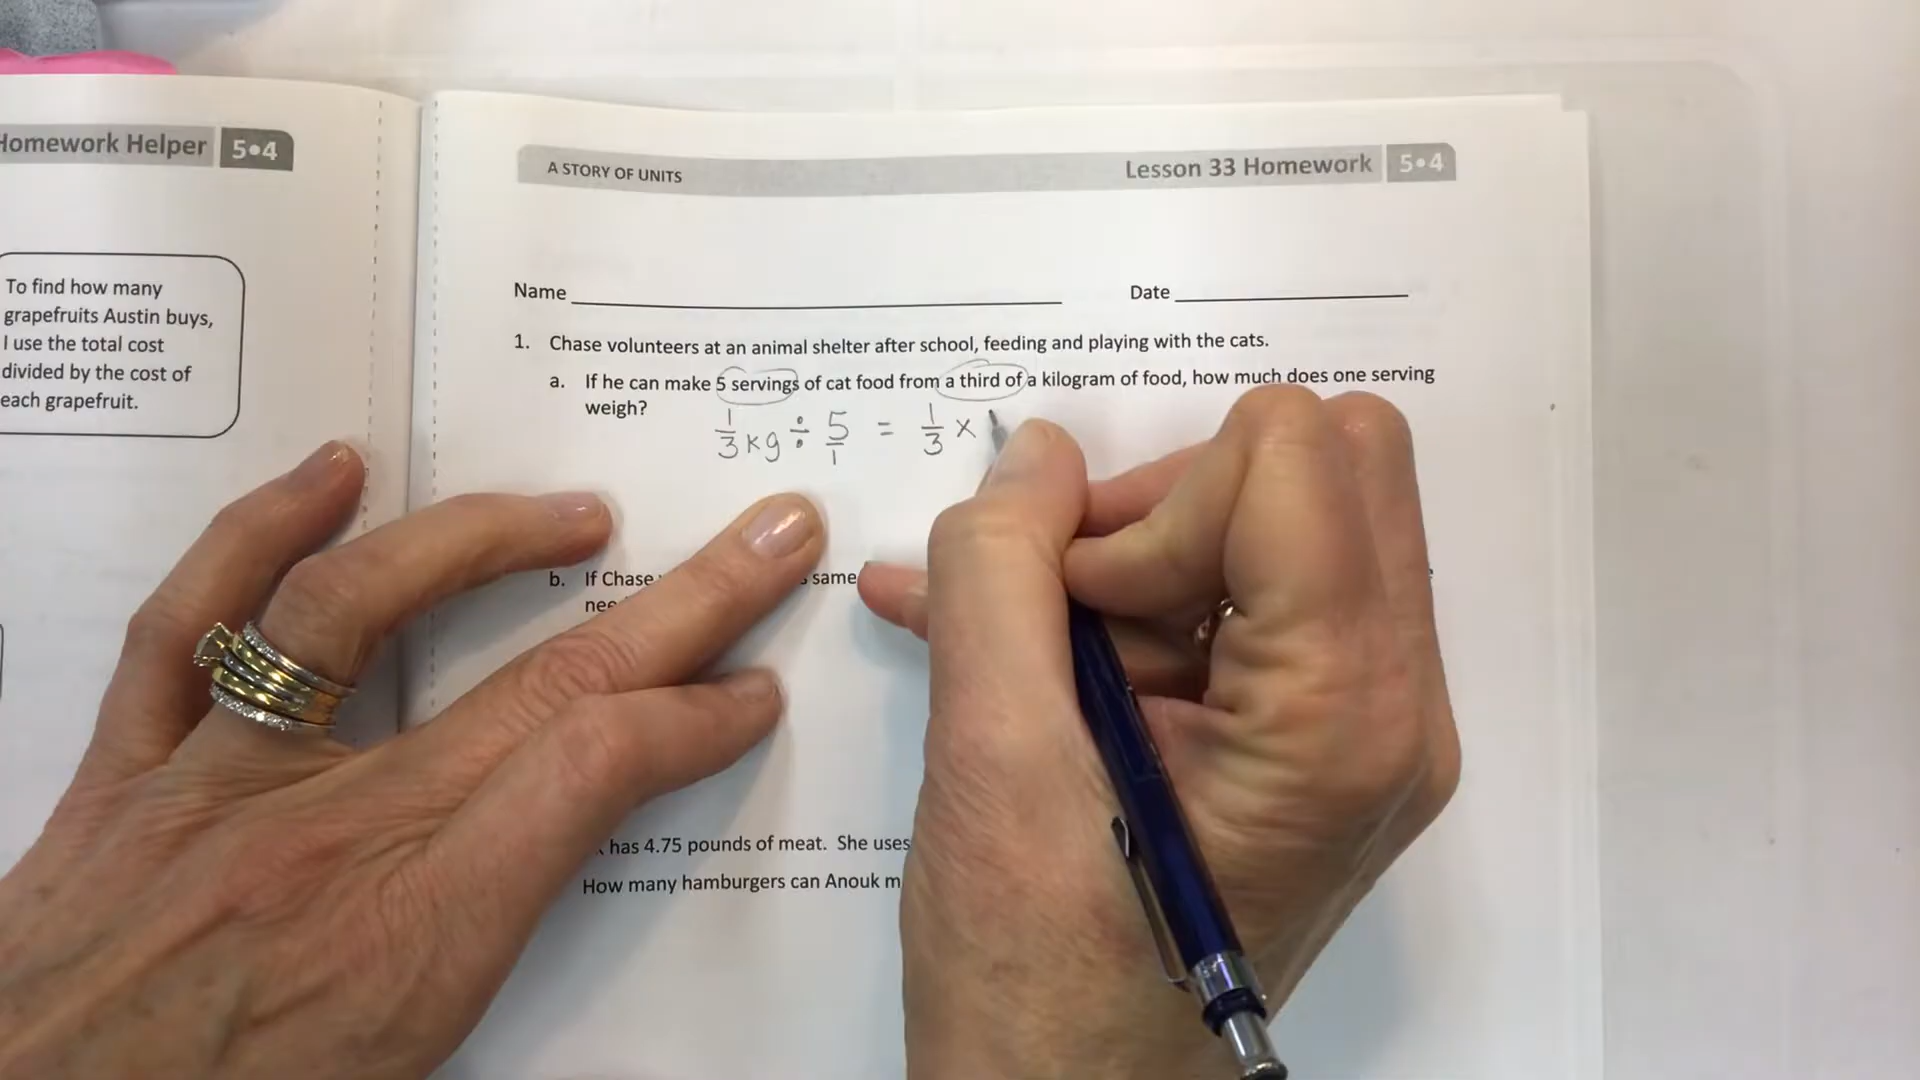 Homework Helper 5•4
To find how many
grapefruits Austin buys,
I use the total cost
divided by the cost of
each grapefruit.
A STORY OF UNITS
Lesson 33 Homework 5•4
Name
Date
1. Chase volunteers at an animal shelter after school, feeding and playing with the cats.
a. If he can make 5 servings of cat food from a third of a kilogram of food, how much does one serving
weigh?
1/3 kg ÷ 5/1 = 1/3 ×
b. If Chase same
has 4.75 pounds of meat. She uses
How many hamburgers can Anouk